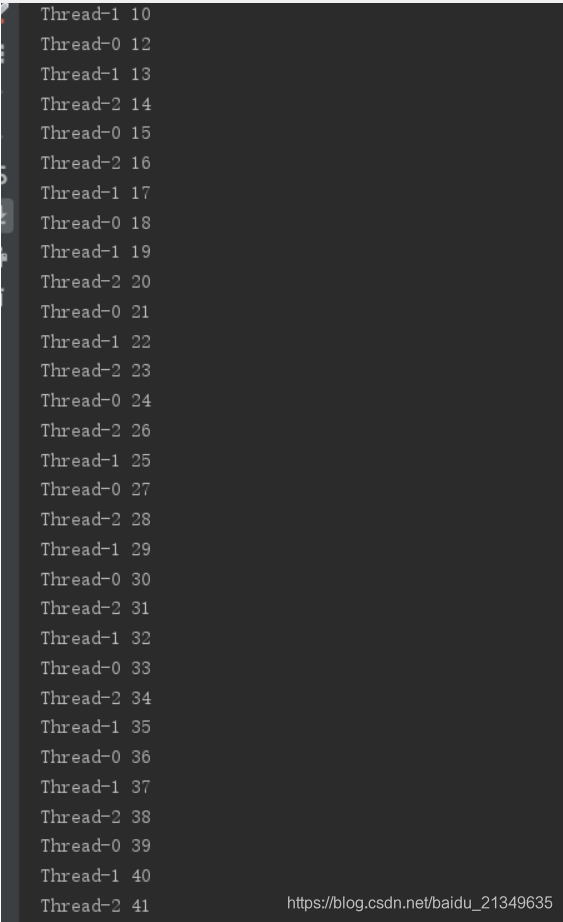 Thread-1 10
Thread-0 12
Thread-1 13
Thread-2 14
Thread-0 15
Thread-2 16
Thread-1 17
Thread-0 18
Thread-1 19
Thread-2 20
Thread-0 21
Thread-1 22
Thread-2 23
Thread-0 24
Thread-2 26
Thread-1 25
Thread-0 27
Thread-2 28
Thread-1 29
Thread-0 30
Thread-2 31
Thread-1 32
Thread-0 33
Thread-2 34
Thread-1 35
Thread-0 36
Thread-1 37
Thread-2 38
Thread-0 39
Thread-1 40
Thread-2 41
https://blog.csdn.net/baidu_21349635